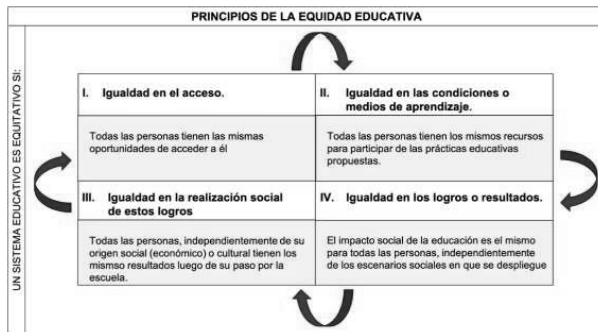 PRINCIPIOS DE LA EQUIDAD EDUCATIVA
UN SISTEMA EDUCATIVO ES EQUITATIVO SI:
I. Igualdad en el acceso.
Todas las personas tienen las mismas
oportunidades de acceder a él
II. Igualdad en las condiciones o
medios de aprendizaje.
Todas las personas tienen los mismos recursos
para participar de las prácticas educativas
propuestas.
III. Igualdad en la realización social
de estos logros
Todas las personas, independientemente de su
origen social (económico) o cultural tienen los
mismso resultados luego de su paso por la
escuela.
IV. Igualdad en los logros o resultados.
El impacto social de la educación es el mismo
para todas las personas, independientemente
de los escenarios sociales en que se despliegue